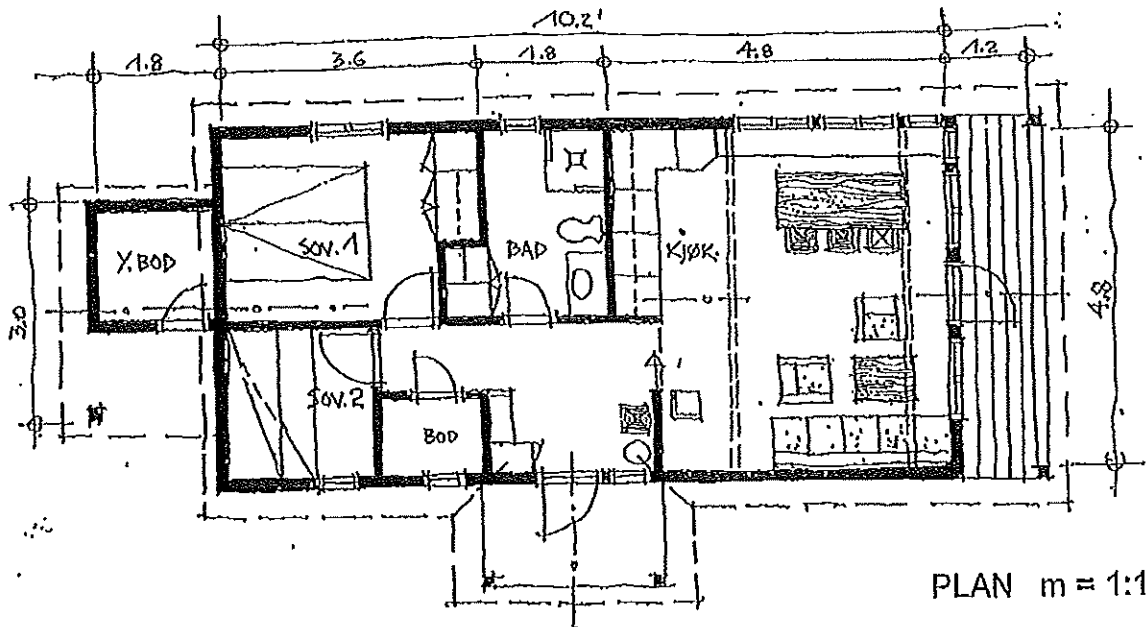 10.2'
1.8 3.6 1.8 4.8 1.2
SOV. 1
BAD
KJØK.
Y. BOD
3.0
4.8
SOV. 2
BOD
PLAN m = 1:1